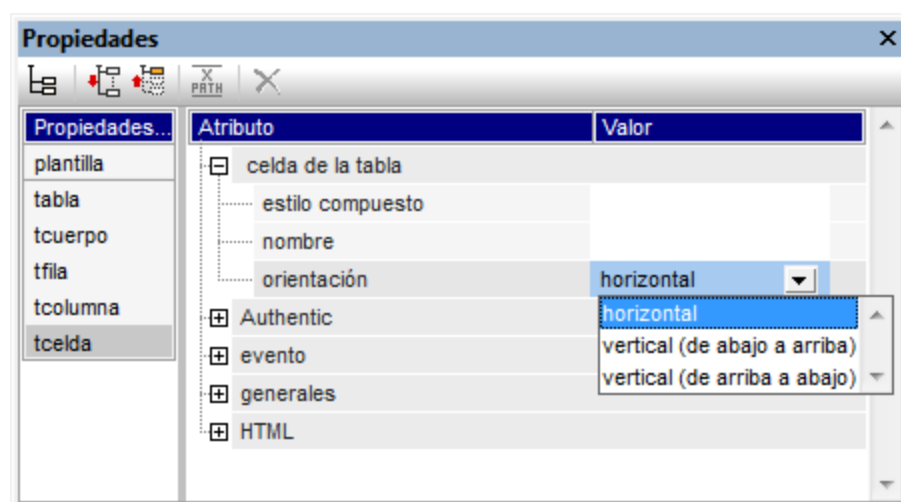 Propiedades
X
PATH
Propiedades...
Atributo
Valor
plantilla
celda de la tabla
tabla
estilo compuesto
tcuerpo
nombre
tfila
orientación
horizontal
tcolumna
Authentic
horizontal
tcelda
evento
vertical (de abajo a arriba)
generales
vertical (de arriba a abajo)
HTML